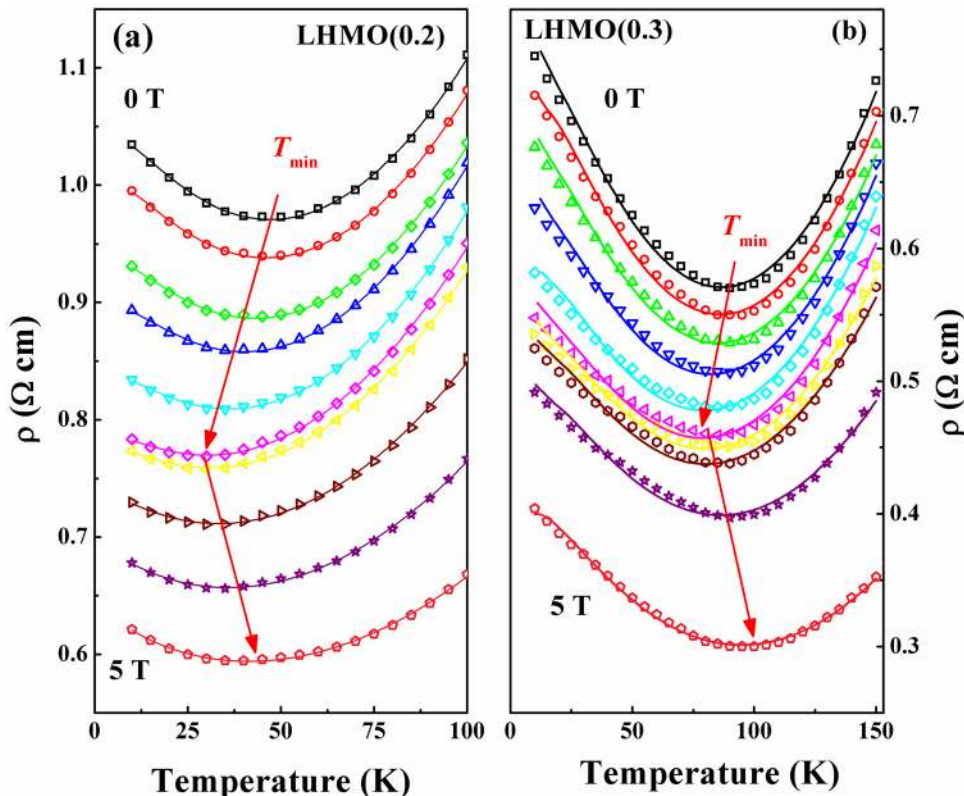 (a) LHMO(0.2)
LHMO(0.3) (b)
0 T
0 T
T min
T min
5 T
5 T
ρ (Ω cm)
1.1
1.0
0.9
0.8
0.7
0.6
0 25 50 75 100
Temperature (K)
0.7
0.6
0.5
0.4
0.3
ρ (Ω cm)
0 50 100 150
Temperature (K)